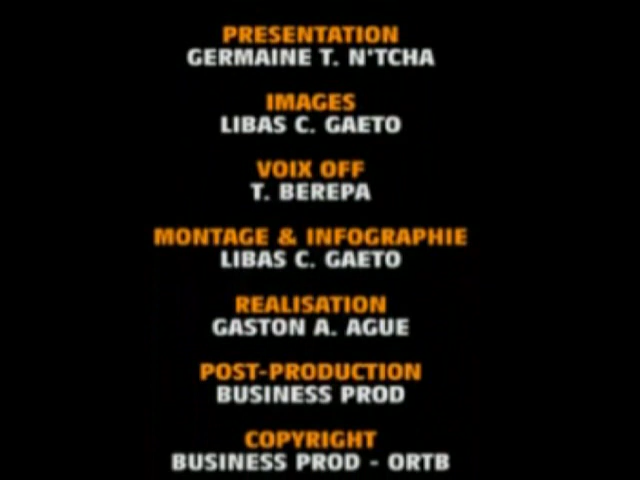 PRESENTATION
GERMAINE T. N'TCHA
IMAGES
LIBAS C. GAETO
VOIX OFF
T. BEREPA
MONTAGE & INFOGRAPHIE
LIBAS C. GAETO
REALISATION
GASTON A. AGUE
POST-PRODUCTION
BUSINESS PROD
COPYRIGHT
BUSINESS PROD - ORTB